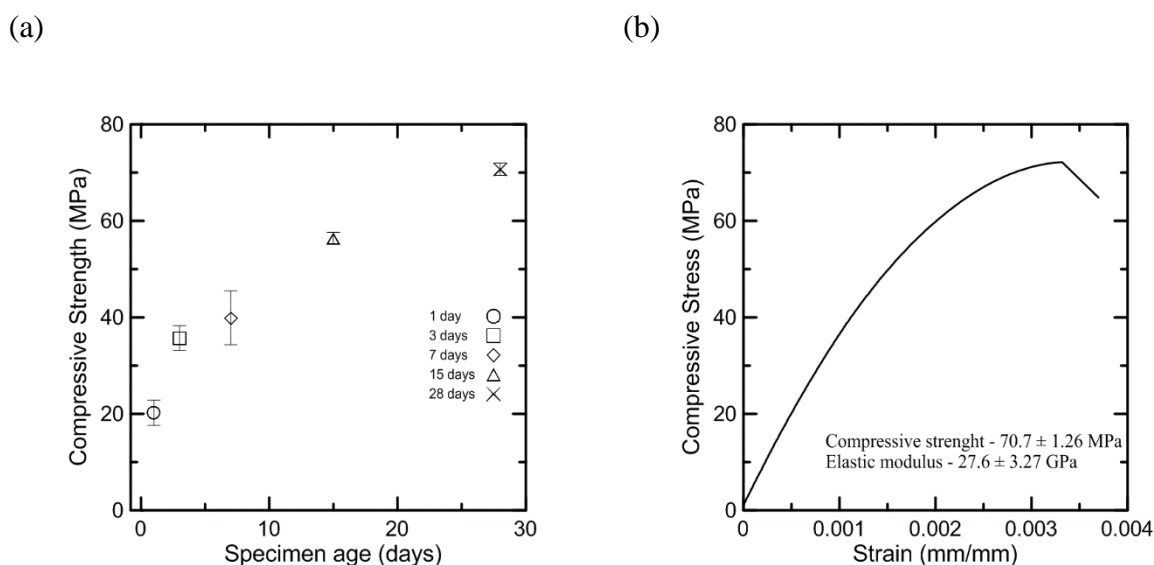 (a)
(b)
80
60
40
20
0
Compressive Strength (MPa)
1 day
3 days
7 days
15 days
28 days
0
10
20
30
Specimen age (days)
80
60
40
20
0
Compressive Stress (MPa)
Compressive strenght - 70.7 ± 1.26 MPa
Elastic modulus - 27.6 ± 3.27 GPa
0
0.001
0.002
0.003
0.004
Strain (mm/mm)